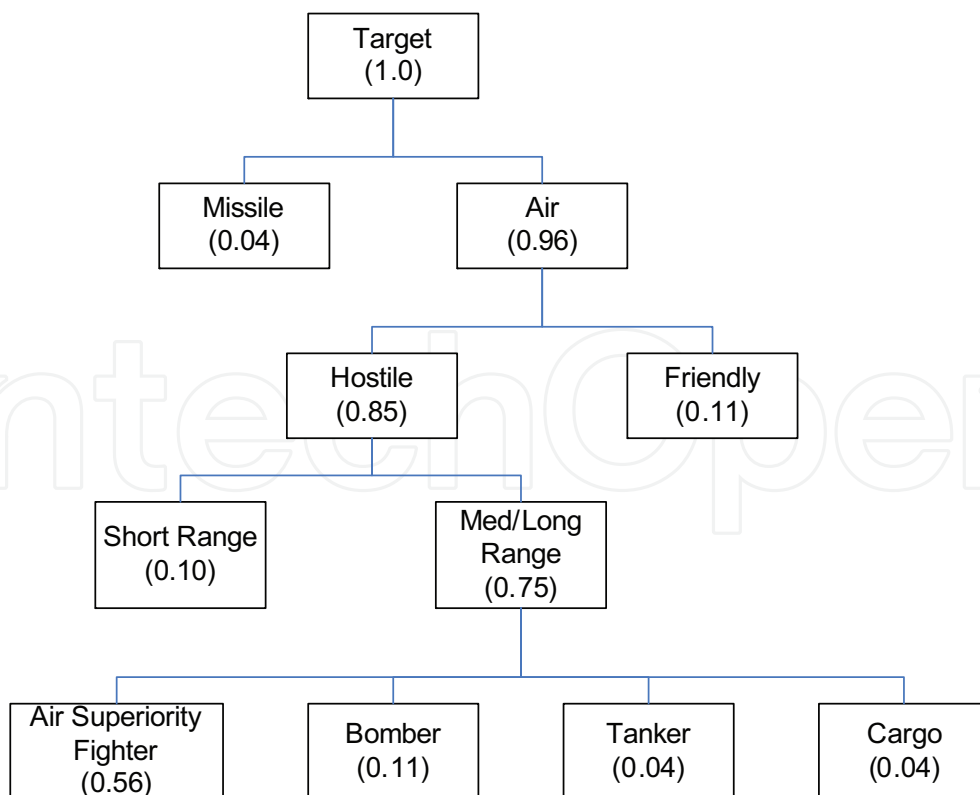 Target
(1.0)
Missile
(0.04)
Air
(0.96)
Hostile
(0.85)
Friendly
(0.11)
Short Range
(0.10)
Med/Long
Range
(0.75)
Air Superiority
Fighter
(0.56)
Bomber
(0.11)
Tanker
(0.04)
Cargo
(0.04)
ntechOpen